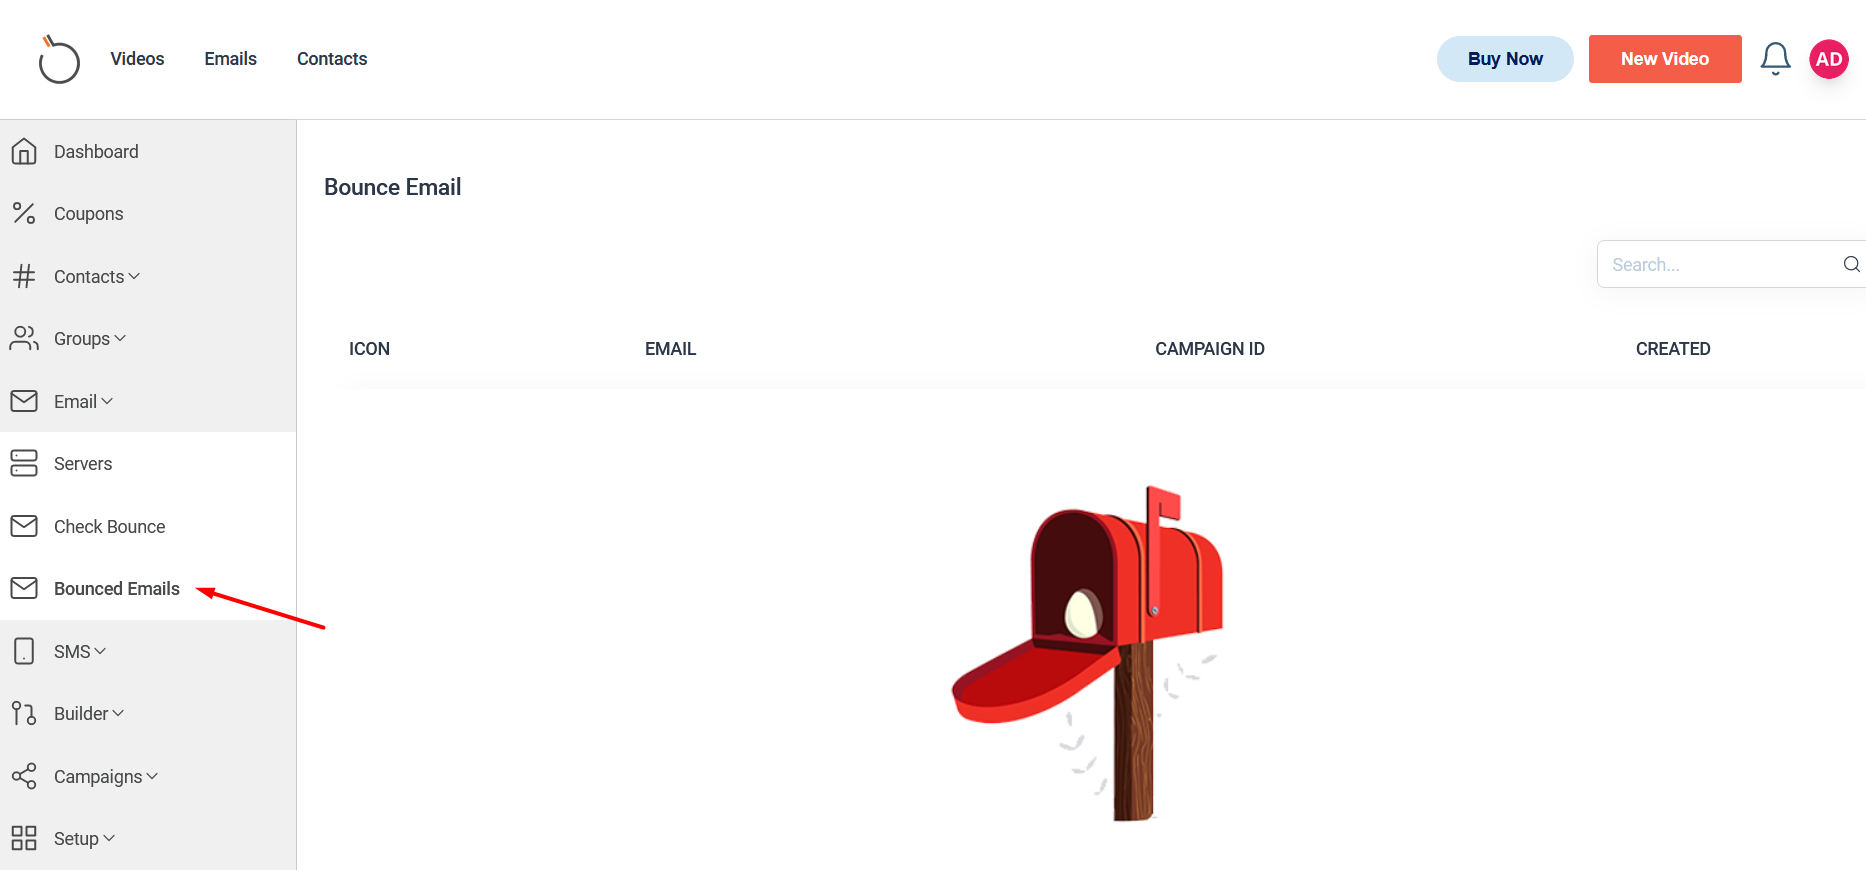 Videos Emails Contacts Buy Now New Video AD
Dashboard
Coupons
Contacts
Groups
Email
Servers
Check Bounce
Bounced Emails
SMS
Builder
Campaigns
Setup
Bounce Email
Search...
ICON EMAIL CAMPAIGN ID CREATED